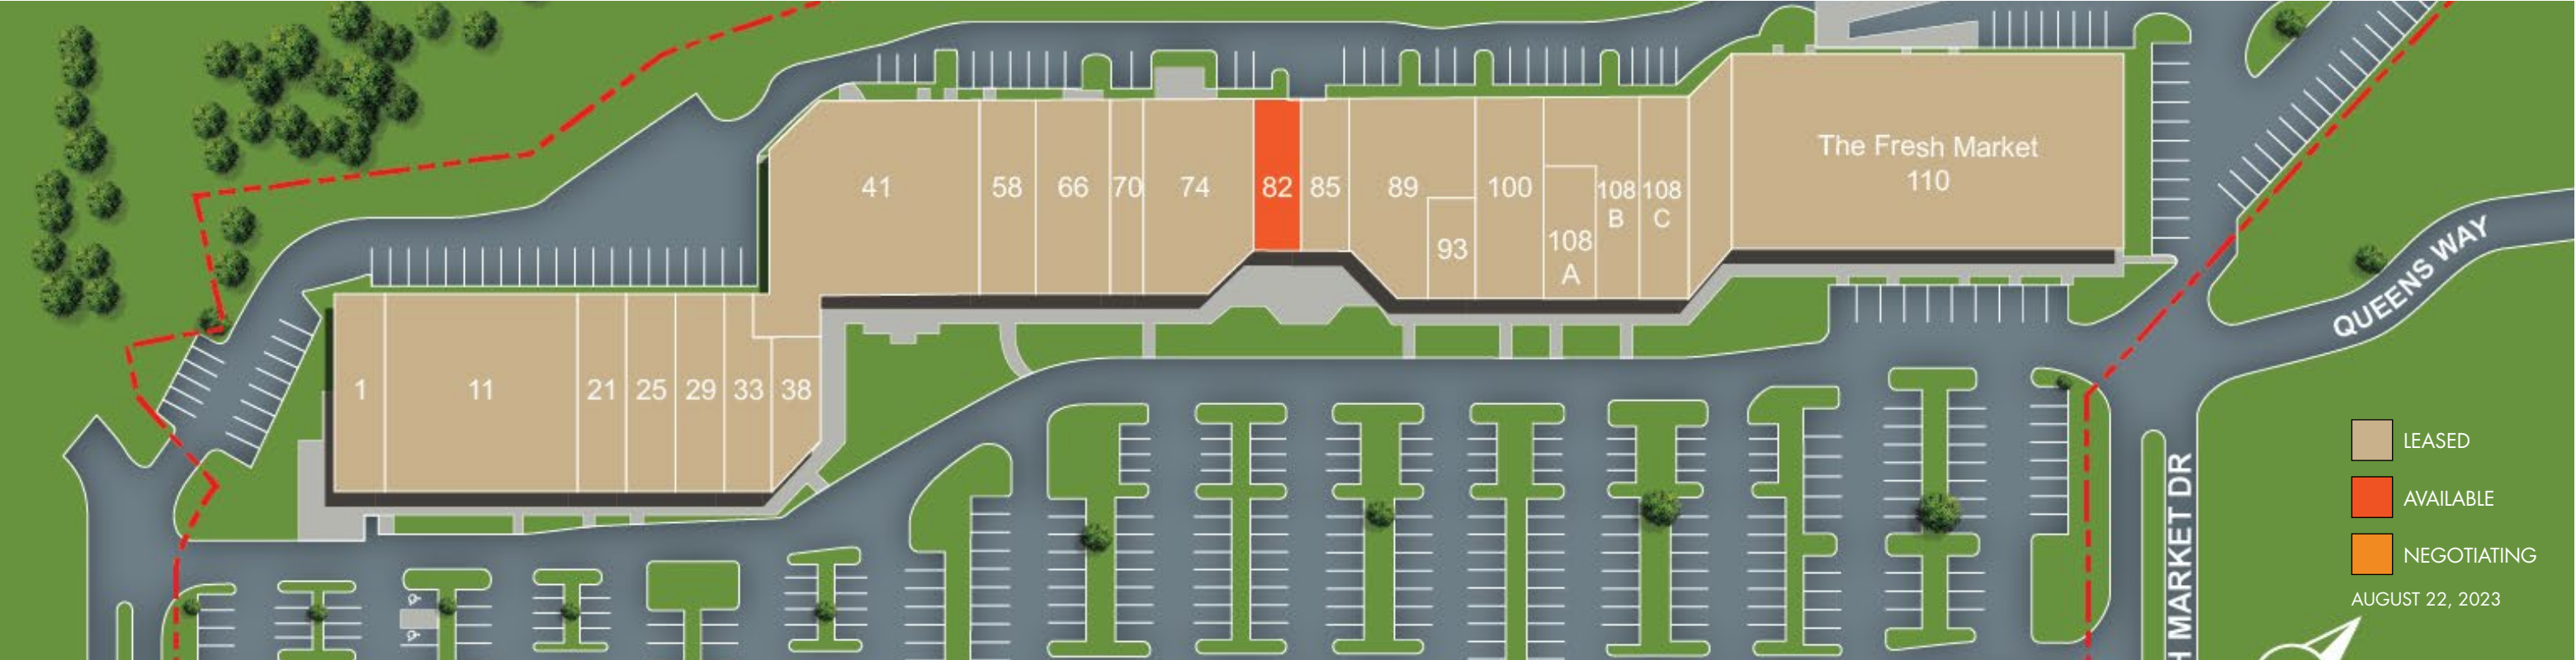 The Fresh Market
110
41
58
66
70
74
82
85
89
93
100
108
A
108
B
108
C
1
11
21
25
29
33
38
QUEENS WAY
MARKET DR
LEASED
AVAILABLE
NEGOTIATING
AUGUST 22, 2023